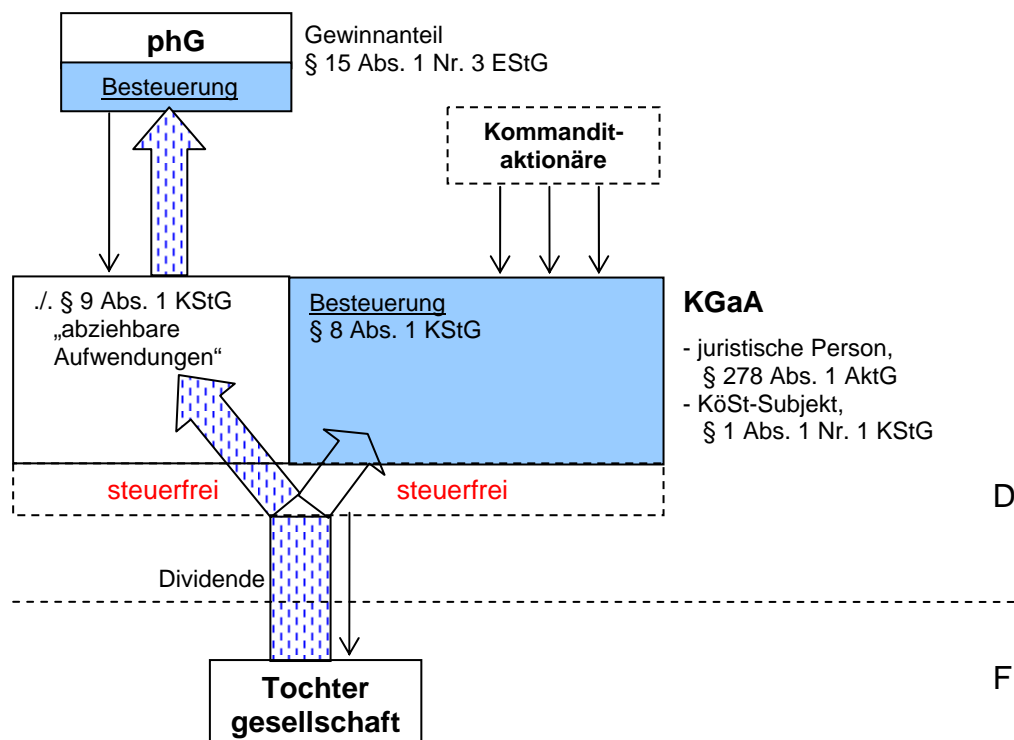 phG
Besteuerung
Gewinnanteil
§ 15 Abs. 1 Nr. 3 EStG
Kommandit-
aktionäre
./. § 9 Abs. 1 KStG
„abziehbare
Aufwendungen“
Besteuerung
§ 8 Abs. 1 KStG
KGaA
- juristische Person,
§ 278 Abs. 1 AktG
- KöSt-Subjekt,
§ 1 Abs. 1 Nr. 1 KStG
steuerfrei
steuerfrei
D
Dividende
F
Tochter
gesellschaft